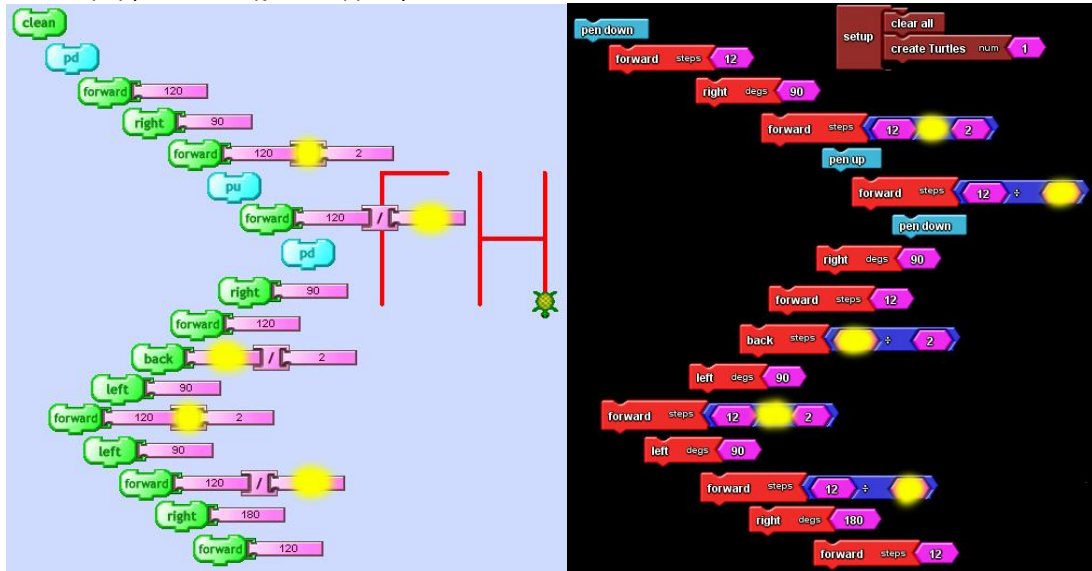 clean
pd
forward 120
right 90
forward 120 2
pu
forward 120 /
pd
right 90
forward 120
back / 2
left 90
forward 120 2
left 90
forward 120 /
right 180
forward 120
setup
clear all
create Turtles num 1
pen down
forward steps 12
right degs 90
forward steps 12 2
pen up
forward steps 12 ÷
pen down
right degs 90
forward steps 12
back steps ÷ 2
left degs 90
forward steps 12 2
left degs 90
forward steps 12 ÷
right degs 180
forward steps 12